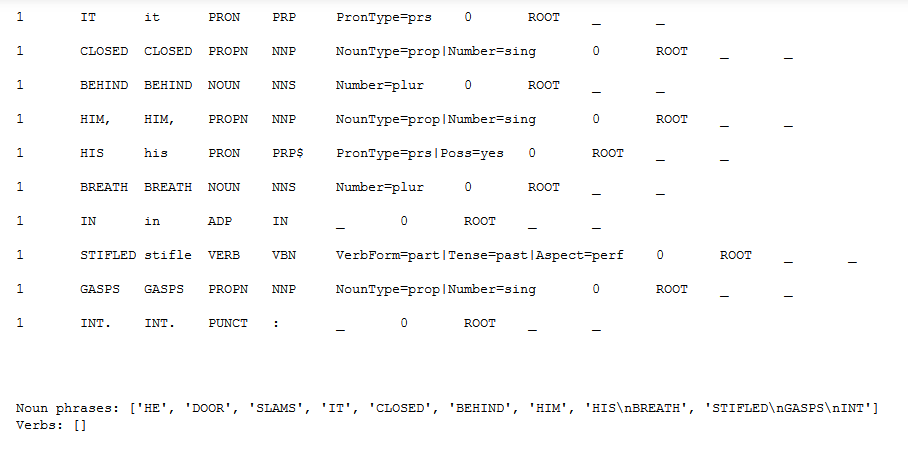 1 IT it PRON PRP PronType=prs 0 ROOT _ _
1 CLOSED CLOSED PROPN NNP NounType=prop|Number=sing 0 ROOT _ _
1 BEHIND BEHIND NOUN NNS Number=plur 0 ROOT _ _
1 HIM, HIM, PROPN NNP NounType=prop|Number=sing 0 ROOT _ _
1 HIS his PRON PRP$ PronType=prs|Poss=yes 0 ROOT _ _
1 BREATH BREATH NOUN NNS Number=plur 0 ROOT _ _
1 IN in ADP IN _ 0 ROOT _ _
1 STIFLED stifle VERB VBN VerbForm=part|Tense=past|Aspect=perf 0 ROOT _ _
1 GASPS GASPS PROPN NNP NounType=prop|Number=sing 0 ROOT _ _
1 INT. INT. PUNCT : _ 0 ROOT _ _
Noun phrases: ['HE', 'DOOR', 'SLAMS', 'IT', 'CLOSED', 'BEHIND', 'HIM', 'HIS\nBREATH', 'STIFLED\nGASPS\nINT']
Verbs: []